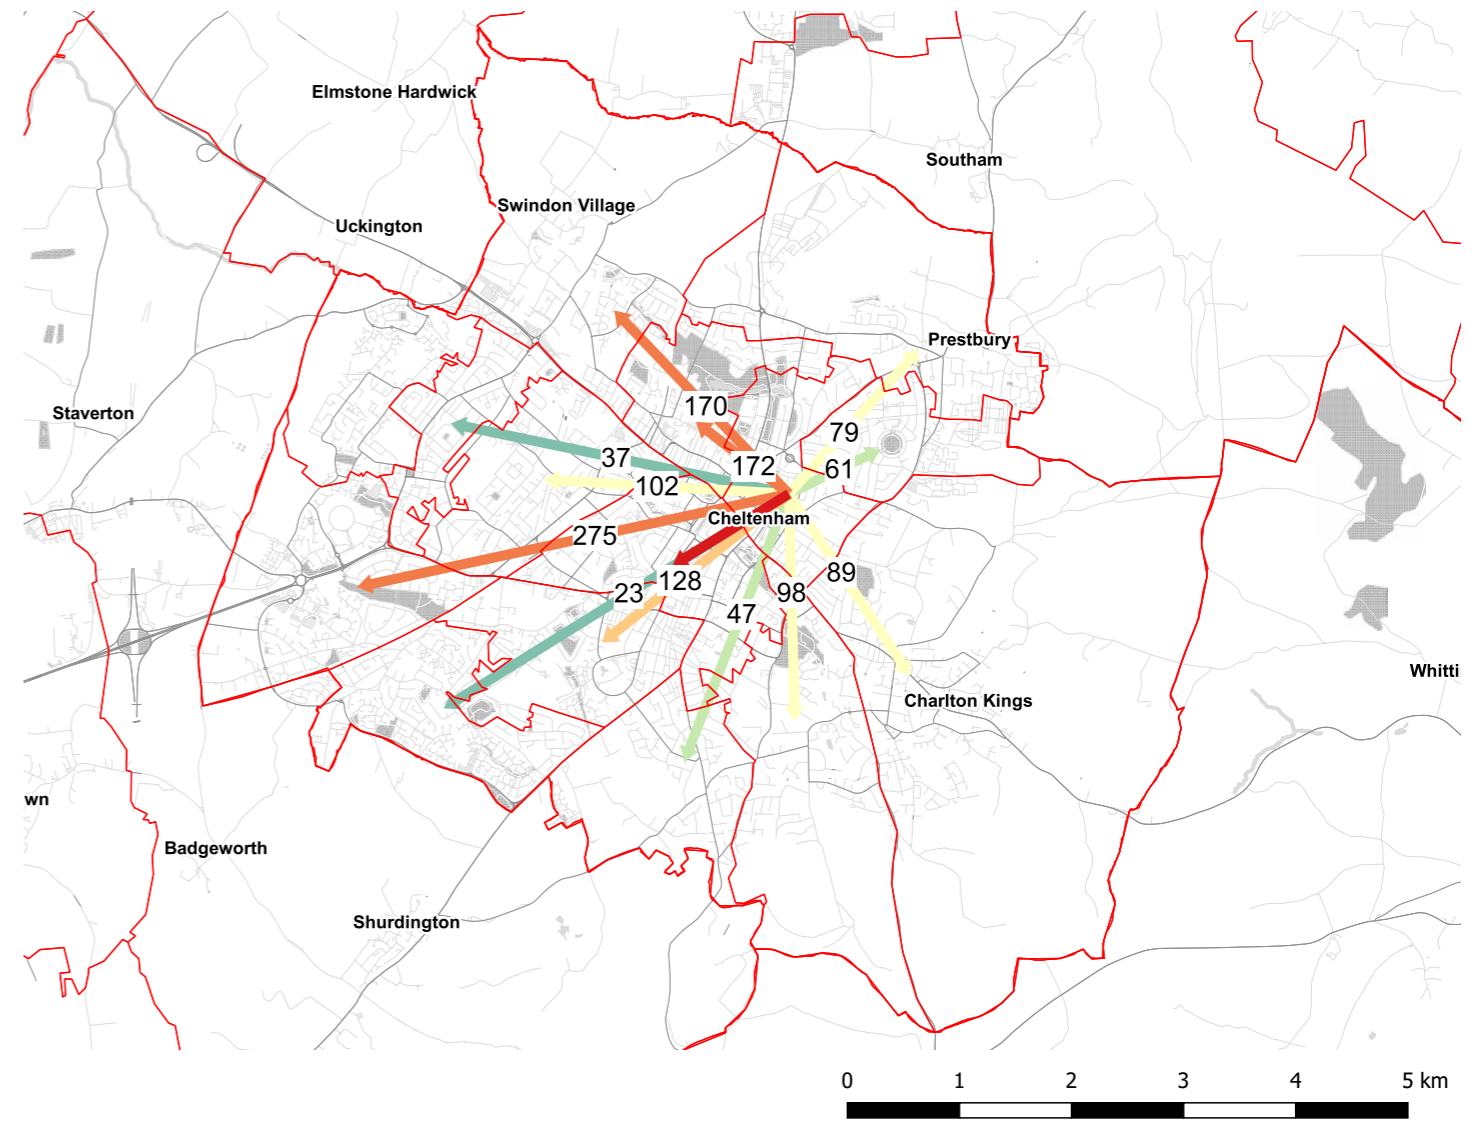 Elmstone Hardwick
Southam
Swindon Village
Uckington
Prestbury
Staverton
170
79
172
61
37
102
Cheltenham
275
89
128
23
98
47
Whitti
Charlton Kings
wn
Badgeworth
Shurdington
0 1 2 3 4 5 km